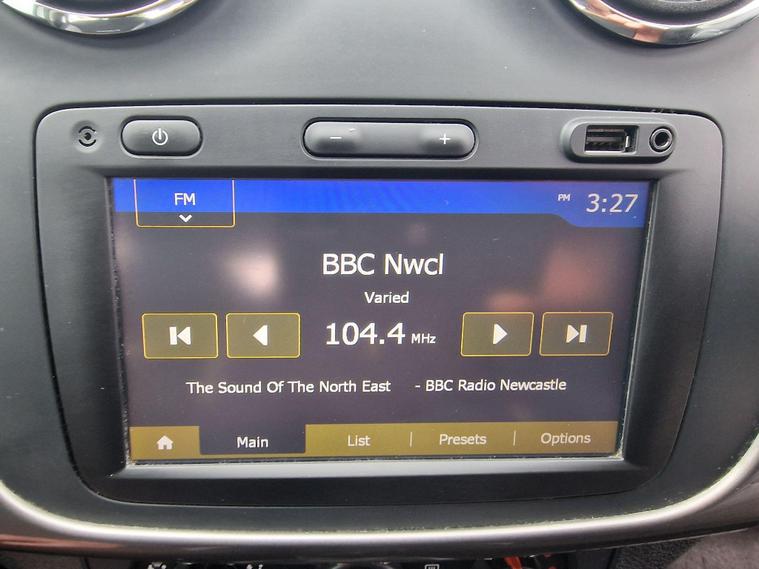 - +
FM PM 3:27
BBC Nwcl
Varied
104.4 MHz
The Sound Of The North East - BBC Radio Newcastle
Main List | Presets | Options